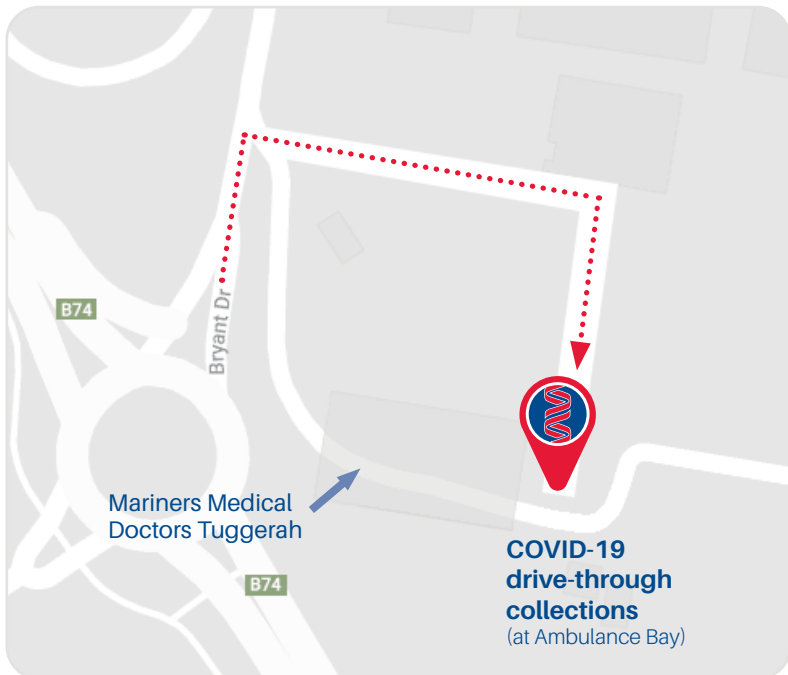 B74
Bryant Dr
Mariners Medical
Doctors Tuggerah
B74
COVID-19
drive-through
collections
(at Ambulance Bay)